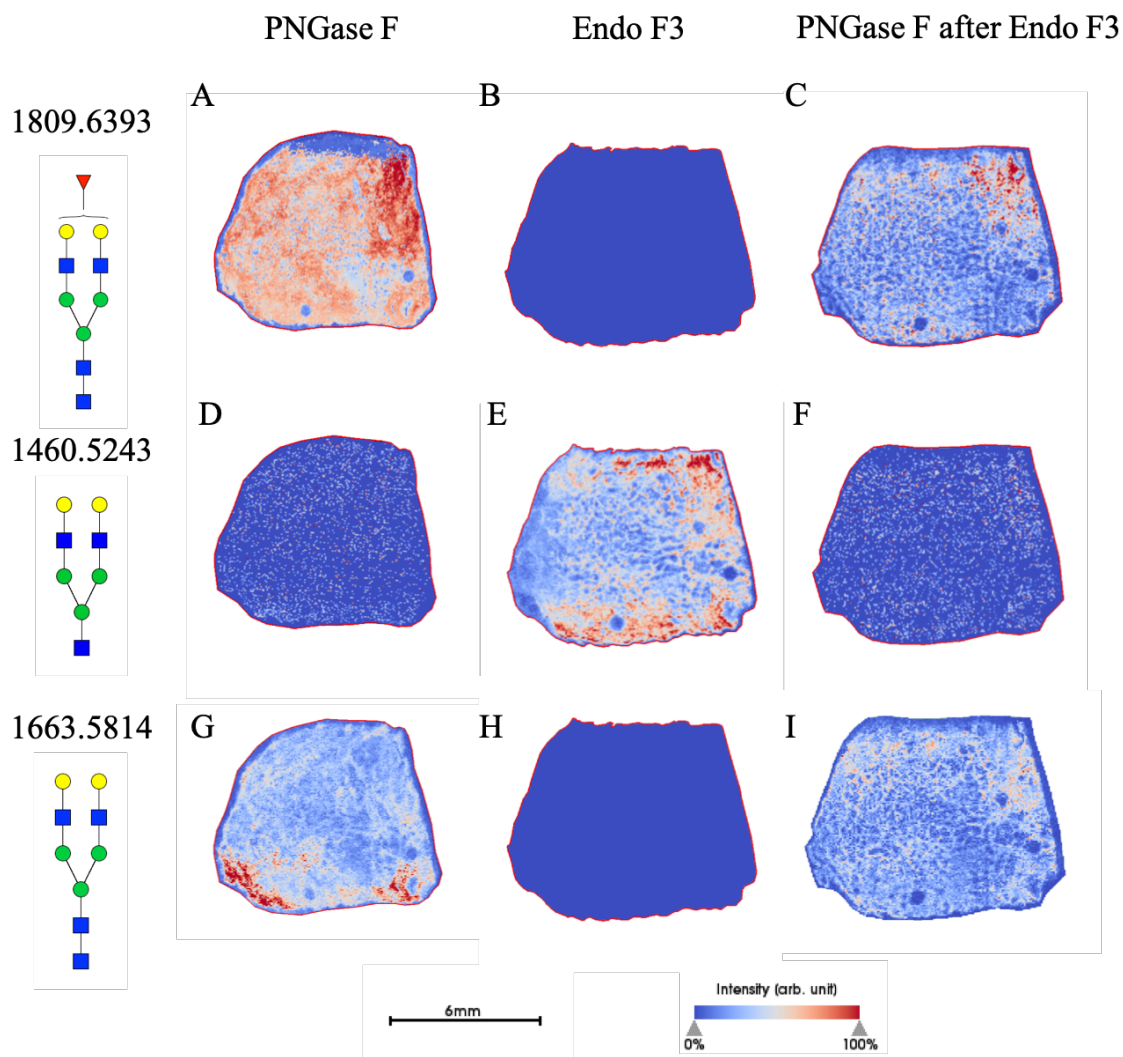 PNGase F Endo F3 PNGase F after Endo F3
A B C
1809.6393
D E F
1460.5243
G H I
1663.5814
6mm
Intensity (arb. unit)
0% 100%